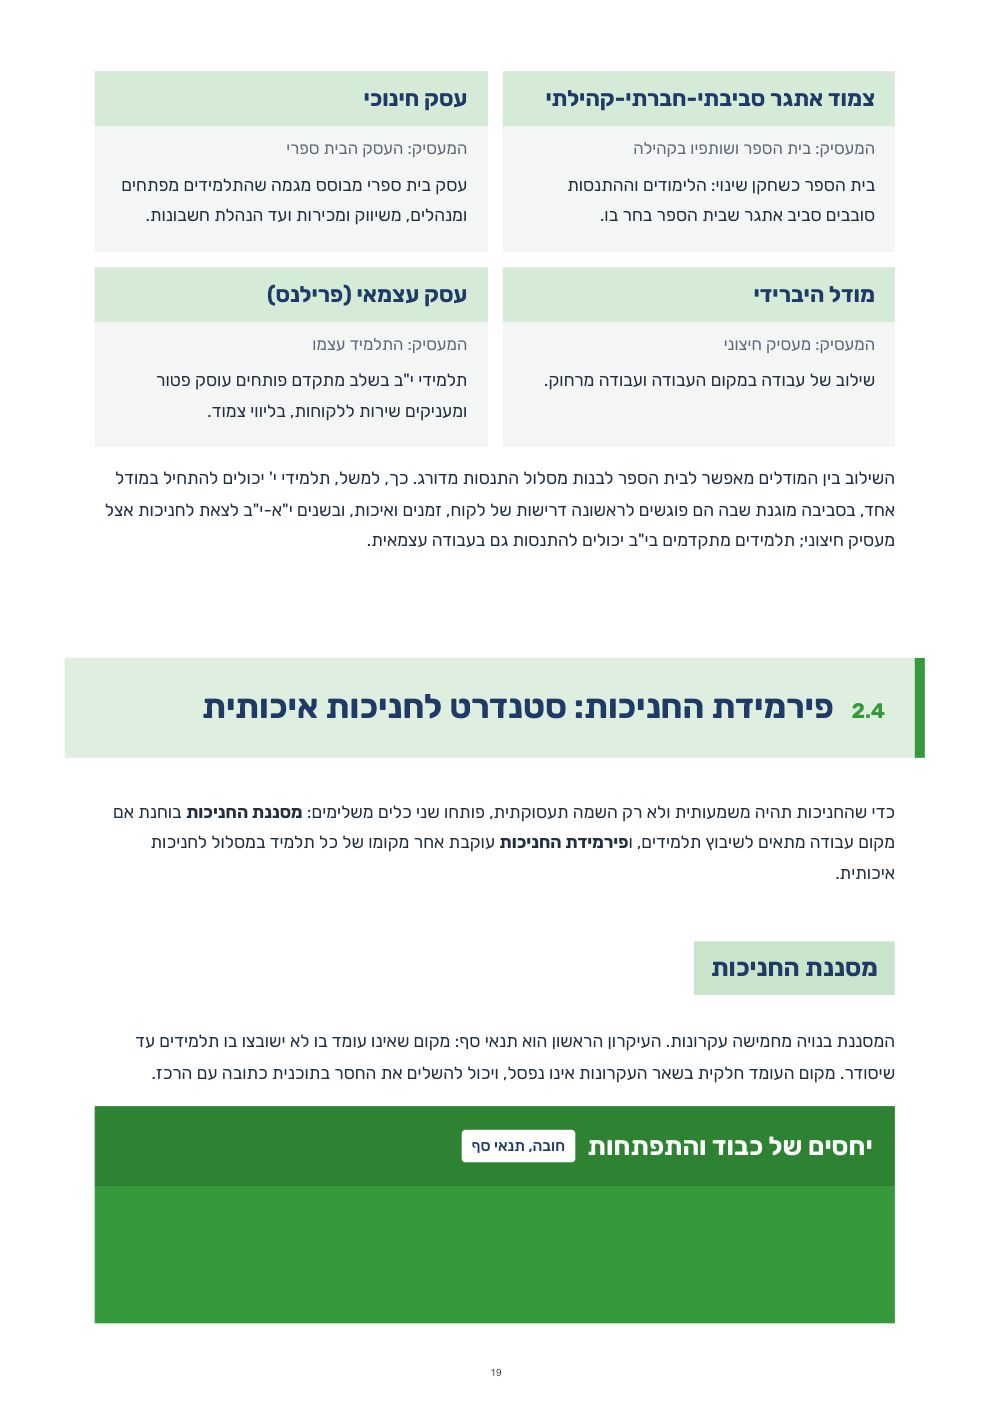 צמוד אתגר סביבתי-חברתי-קהילתי
המעסיק: בית הספר ושותפיו בקהילה
בית הספר כשחקן שינוי: הלימודים וההתנסות
סובבים סביב אתגר שבית הספר בחר בו.
עסק חינוכי
המעסיק: העסק הבית ספרי
עסק בית ספרי מבוסס מגמה שהתלמידים מפתחים
ומנהלים, משיווק ומכירות ועד הנהלת חשבונות.
מודל היברידי
המעסיק: מעסיק חיצוני
שילוב של עבודה במקום העבודה ועבודה מרחוק.
עסק עצמאי (פרילנס)
המעסיק: התלמיד עצמו
תלמידי י"ב בשלב מתקדם פותחים עוסק פטור
ומעניקים שירות ללקוחות, בליווי צמוד.
השילוב בין המודלים מאפשר לבית הספר לבנות מסלול התנסות מדורג. כך, למשל, תלמידי י' יכולים להתחיל במודל
אחד, בסביבה מוגנת שבה הם פוגשים לראשונה דרישות של לקוח, זמנים ואיכות, ובשנים י"א-י"ב לצאת לחניכות אצל
מעסיק חיצוני; תלמידים מתקדמים בי"ב יכולים להתנסות גם בעבודה עצמאית.
2.4 פירמידת החניכות: סטנדרט לחניכות איכותית
כדי שהחניכות תהיה משמעותית ולא רק השמה תעסוקתית, פותחו שני כלים משלימים: מסננת החניכות בוחנת אם
מקום עבודה מתאים לשיבוץ תלמידים, ופירמידת החניכות עוקבת אחר מקומו של כל תלמיד במסלול לחניכות
איכותית.
מסננת החניכות
המסננת בנויה מחמישה עקרונות. העיקרון הראשון הוא תנאי סף: מקום שאינו עומד בו לא ישובצו בו תלמידים עד
שיסודר. מקום העומד חלקית בשאר העקרונות אינו נפסל, ויכול להשלים את החסר בתוכנית כתובה עם הרכז.
יחסים של כבוד והתפתחות חובה, תנאי סף
19